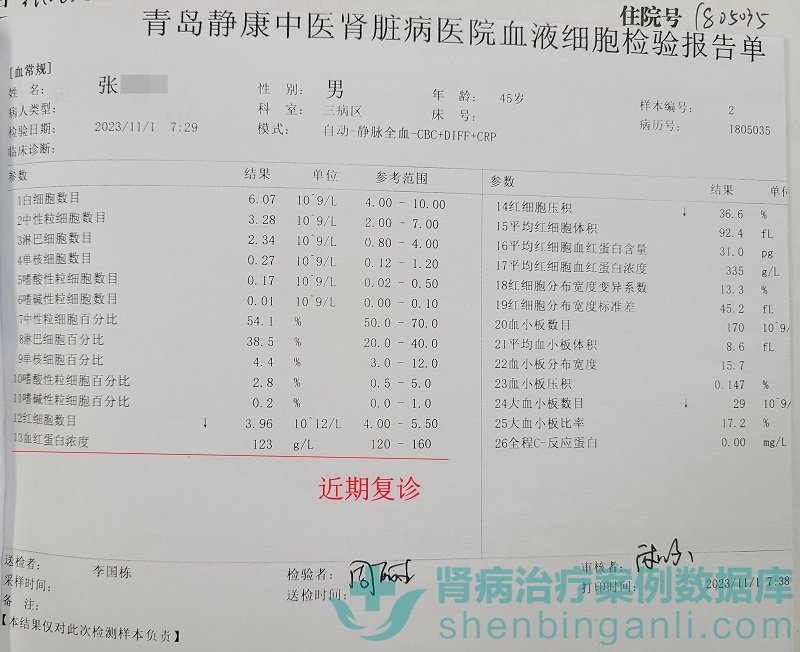 住院号 1805035
青岛静康中医肾脏病医院血液细胞检验报告单
[血常规]
姓 名: 张 性 别: 男 年 龄: 45岁 样本编号: 2
病人类型: 科 室: 三病区 床 号: 病历号: 1805035
检验日期: 2023/11/1 7:29 模式: 自动-静脉全血-CBC+DIFF+CRP
临床诊断:
参数 结果 单位 参考范围
1白细胞数目 6.07 10^9/L 4.00 - 10.00
2中性粒细胞数目 3.28 10^9/L 2.00 - 7.00
3淋巴细胞数目 2.34 10^9/L 0.80 - 4.00
4单核细胞数目 0.27 10^9/L 0.12 - 1.20
5嗜酸性粒细胞数目 0.17 10^9/L 0.02 - 0.50
6嗜碱性粒细胞数目 0.01 10^9/L 0.00 - 0.10
7中性粒细胞百分比 54.1 % 50.0 - 70.0
8淋巴细胞百分比 38.5 % 20.0 - 40.0
9单核细胞百分比 4.4 % 3.0 - 12.0
10嗜酸性粒细胞百分比 2.8 % 0.5 - 5.0
11嗜碱性粒细胞百分比 0.2 % 0.0 - 1.0
12红细胞数目 ↓ 3.96 10^12/L 4.00 - 5.50
13血红蛋白浓度 123 g/L 120 - 160
参数 结果 单位
14红细胞压积 ↓ 36.6 %
15平均红细胞体积 92.4 fL
16平均红细胞血红蛋白含量 31.0 pg
17平均红细胞血红蛋白浓度 335 g/L
18红细胞分布宽度变异系数 13.3 %
19红细胞分布宽度标准差 45.2 fL
20血小板数目 170 10^9/
21平均血小板体积 8.6 fL
22血小板分布宽度 15.7
23血小板压积 0.147 %
24大血小板数目 ↓ 29 10^9/
25大血小板比率 17.2 %
26全程C-反应蛋白 0.00 mg/L
近期复诊
送检者: 李国栋 检验者: 审核者:
采样时间: 送检时间: 打印时间: 2023/11/1 7:38
备 注:
【本结果仅对此次检测样本负责】
肾病治疗案例数据库
shenbinganli.com